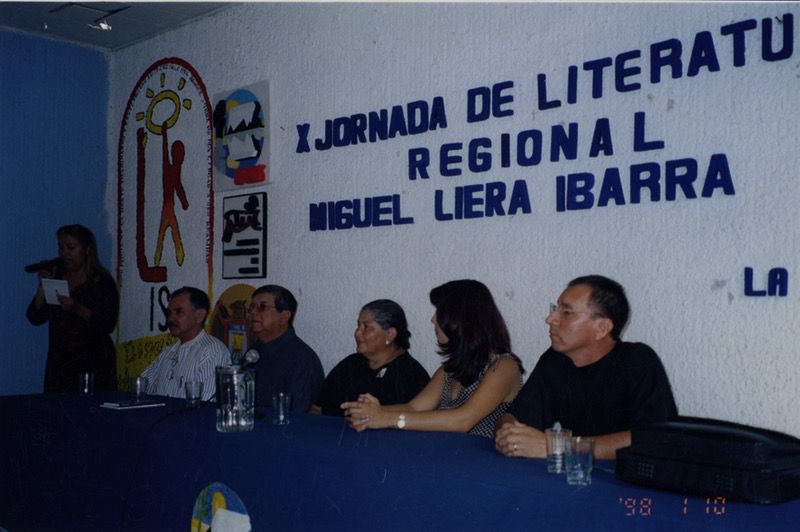 X JORNADA DE LITERATU
REGIONAL
MIGUEL LIERA IBARRA
LA
'98 1 10